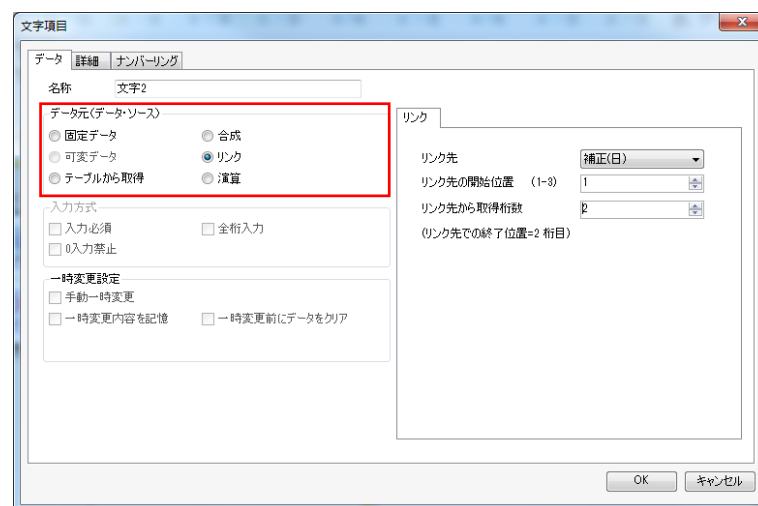 文字項目
データ 詳細 ナンバーリング
名称 文字2
データ元(データ・ソース)
固定データ 合成
可変データ リンク
テーブルから取得 演算
入力方式
入力必須 全桁入力
0入力禁止
一時変更設定
手動一時変更
一時変更内容を記憶 一時変更前にデータをクリア
リンク
リンク先 補正(日)
リンク先の開始位置 (1-3) 1
リンク先から取得桁数 2
(リンク先での終了位置=2 桁目)
OK キャンセル